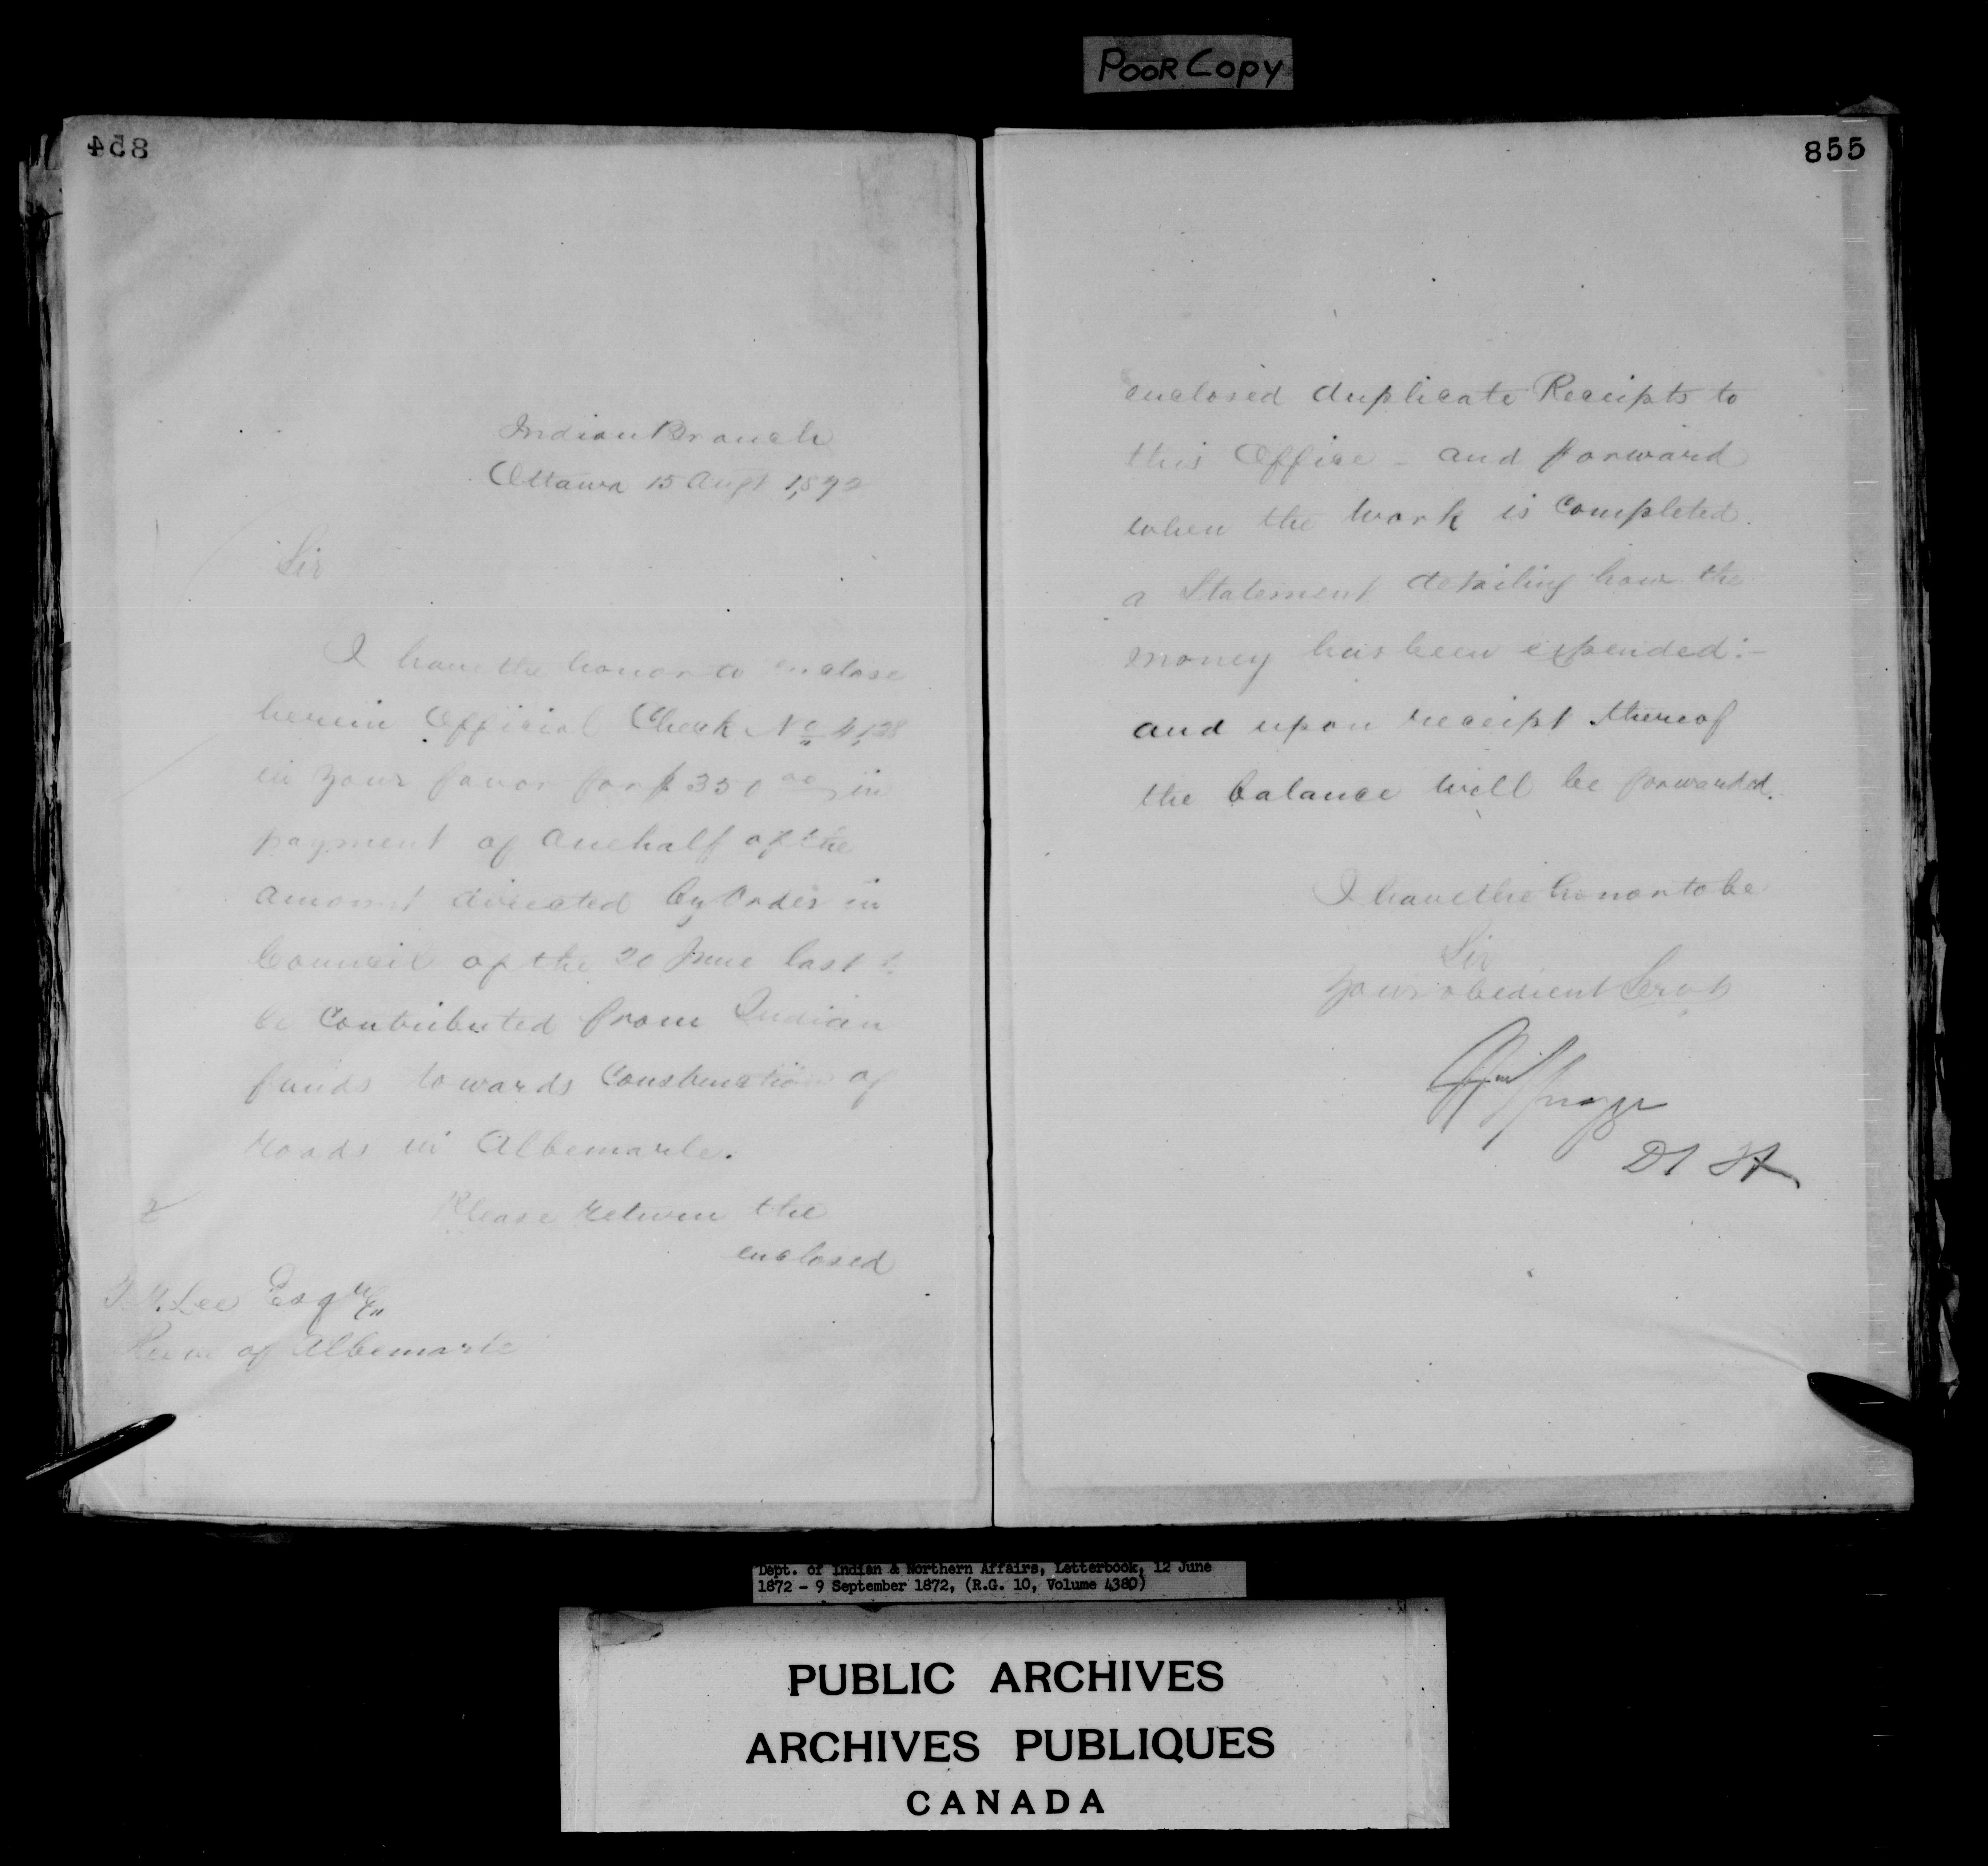 POOR COPY
854
Indian Branch
Ottawa 15 Augt 1872
Sir
I have the honor to enclose
herein Official Check No 4138
in your favor for $350 00 in
payment of one half of the
amount directed by Order in
Council of the 20 June last to
be Contributed from Indian
funds towards Construction of
roads in Albemarle.
Please return the
enclosed
Lee Esqre
Reeve of Albemarle
855
enclosed duplicate Receipts to
this Office - and forward
when the work is Completed
a Statement detailing how the
money has been expended:-
and upon receipt thereof
the balance will be forwarded.
I have the honor to be
Sir
your obedient Servt
Dept. of Indian & Northern Affairs, Letterbook, 12 June
1872 - 9 September 1872, (R.G. 10, Volume 4380)
PUBLIC ARCHIVES
ARCHIVES PUBLIQUES
CANADA